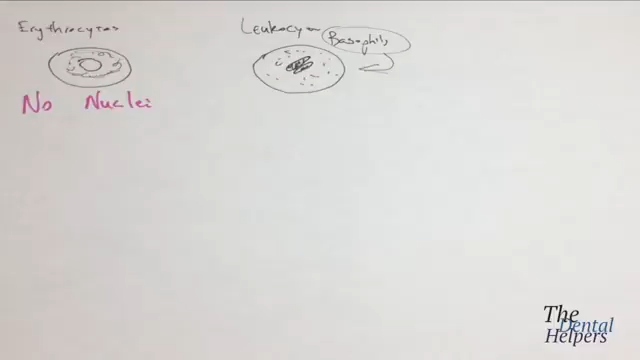 Erythrocytes
Leukocytes Basophils
No Nuclei
The
Dental
Helpers